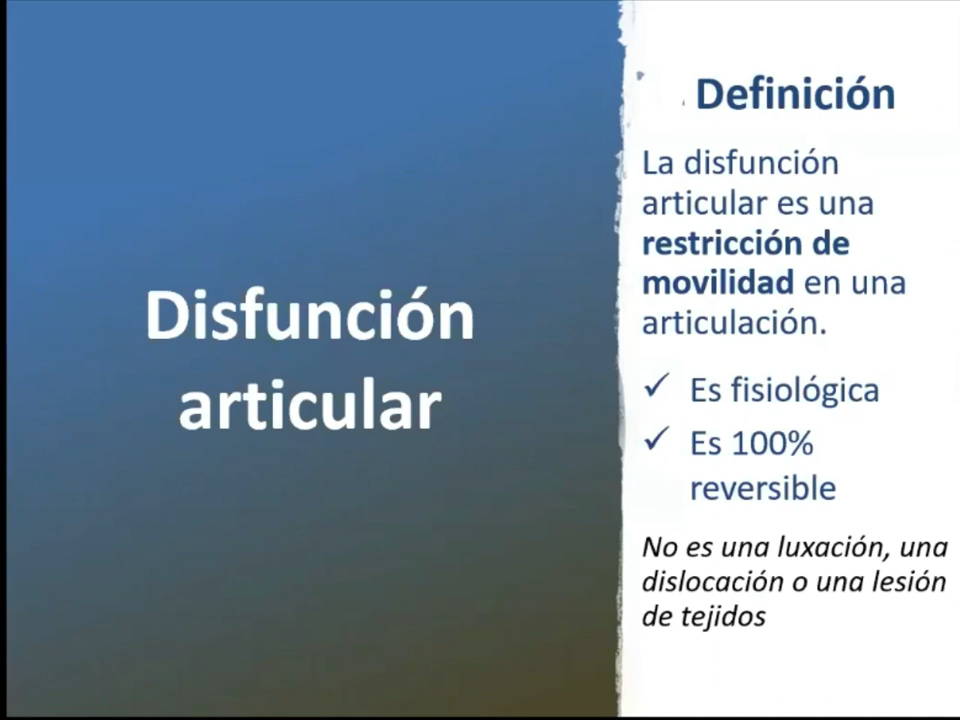 Disfunción
articular
Definición
La disfunción
articular es una
restricción de
movilidad en una
articulación.
✓ Es fisiológica
✓ Es 100%
reversible
No es una luxación, una
dislocación o una lesión
de tejidos